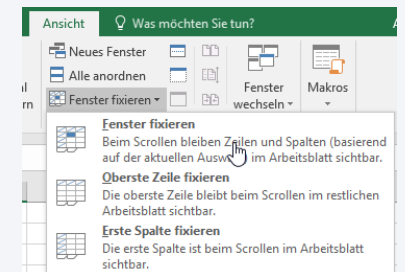 Ansicht Was möchten Sie tun?
Neues Fenster
Alle anordnen
Fenster fixieren
Fenster wechseln
Makros
Fenster fixieren
Beim Scrollen bleiben Zeilen und Spalten (basierend
auf der aktuellen im Arbeitsblatt sichtbar.
Oberste Zeile fixieren
Die oberste Zeile bleibt beim Scrollen im restlichen
Arbeitsblatt sichtbar.
Erste Spalte fixieren
Die erste Spalte ist beim Scrollen im Arbeitsblatt
sichtbar.